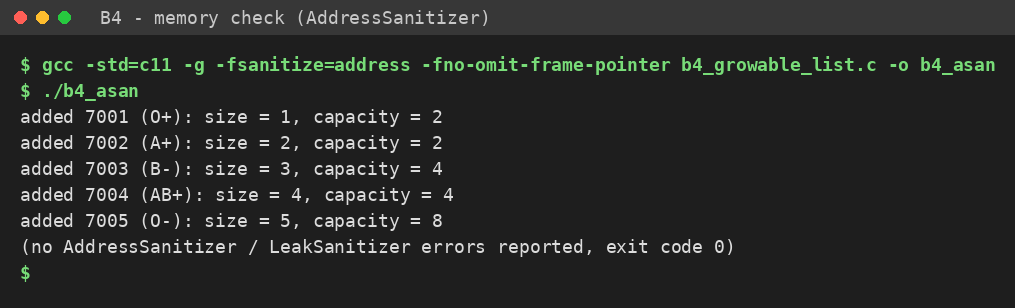 B4 - memory check (AddressSanitizer)
$ gcc -std=c11 -g -fsanitize=address -fno-omit-frame-pointer b4_growable_list.c -o b4_asan
$ ./b4_asan
added 7001 (O+): size = 1, capacity = 2
added 7002 (A+): size = 2, capacity = 2
added 7003 (B-): size = 3, capacity = 4
added 7004 (AB+): size = 4, capacity = 4
added 7005 (O-): size = 5, capacity = 8
(no AddressSanitizer / LeakSanitizer errors reported, exit code 0)
$